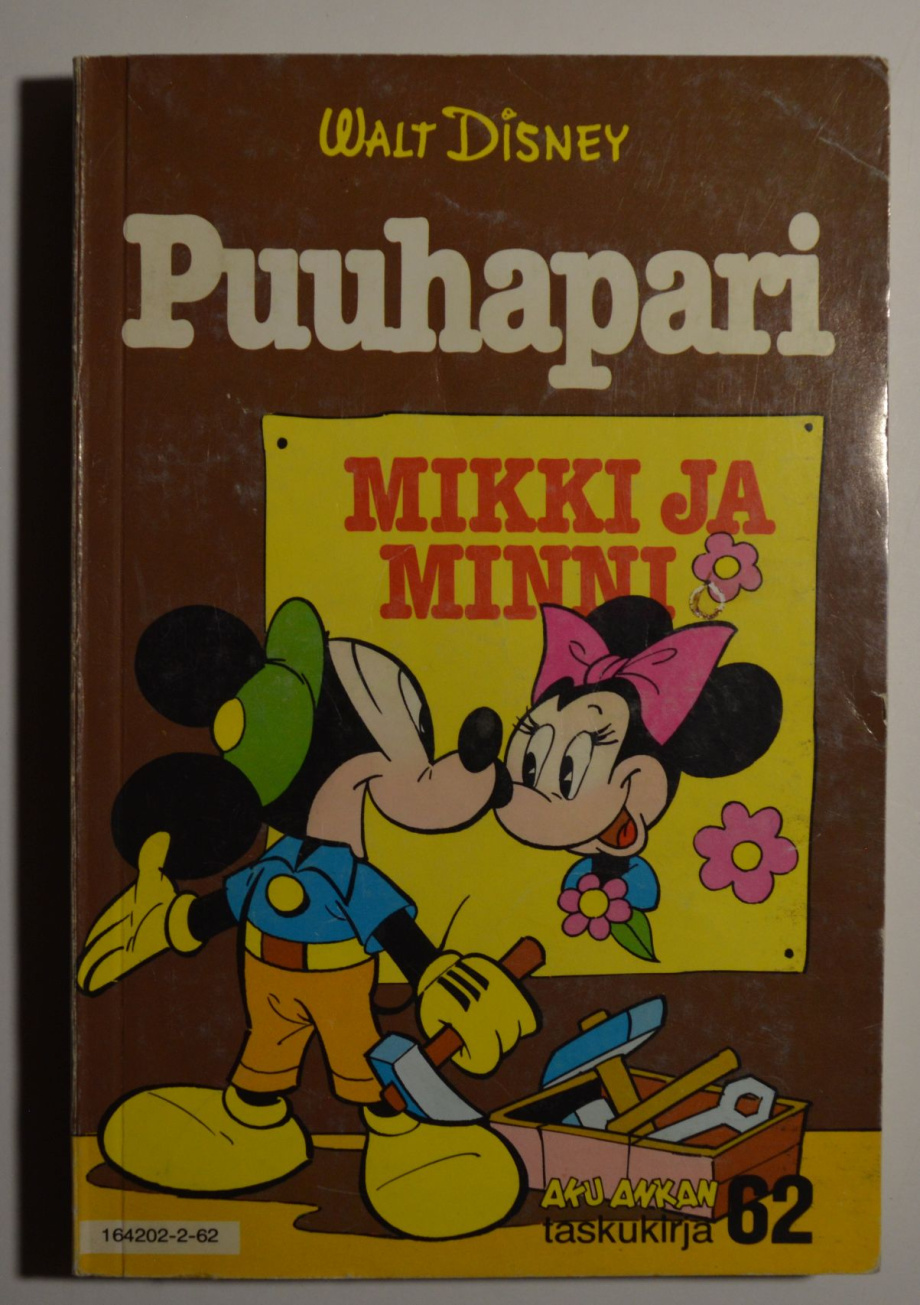 WALT DISNEY
Puuhapari
MIKKI JA
MINNI
AKU ANKAN
taskukirja 62
164202-2-62